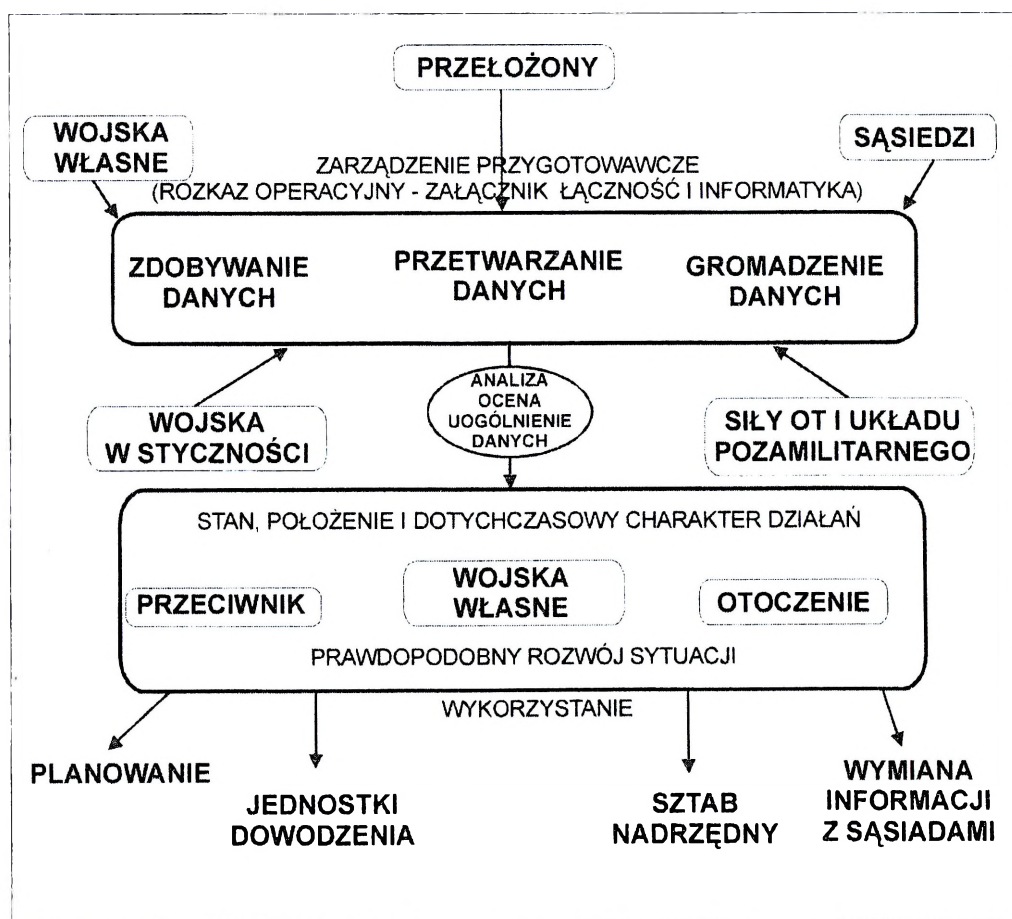 PRZEŁOŻONY
WOJSKA
WŁASNE
SĄSIEDZI
ZARZĄDZENIE PRZYGOTOWAWCZE
(ROZKAZ OPERACYJNY - ZAŁĄCZNIK ŁĄCZNOŚĆ I INFORMATYKA)
ZDOBYWANIE
DANYCH
PRZETWARZANIE
DANYCH
GROMADZENIE
DANYCH
ANALIZA
OCENA
UOGÓLNIENIE
DANYCH
WOJSKA
W STYCZNOŚCI
SIŁY OT I UKŁADU
POZAMILITARNEGO
STAN, POŁOŻENIE I DOTYCHCZASOWY CHARAKTER DZIAŁAŃ
PRZECIWNIK
WOJSKA
WŁASNE
OTOCZENIE
PRAWDOPODOBNY ROZWÓJ SYTUACJI
WYKORZYSTANIE
PLANOWANIE
JEDNOSTKI
DOWODZENIA
SZTAB
NADRZĘDNY
WYMIANA
INFORMACJI
Z SĄSIADAMI